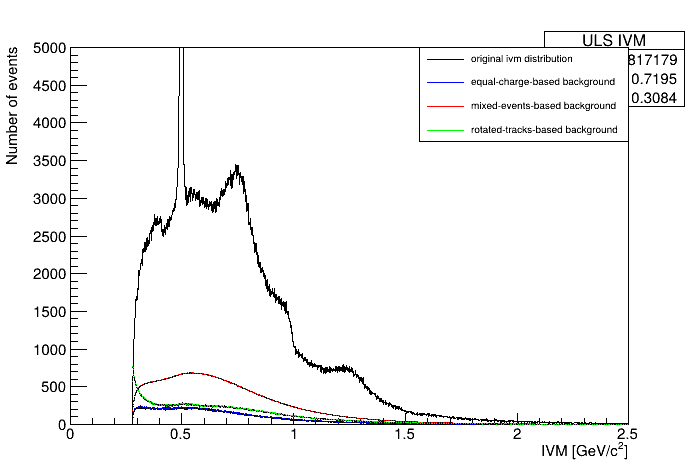 ULS IVM
817179
0.7195
0.3084
original ivm distribution
equal-charge-based background
mixed-events-based background
rotated-tracks-based background
Number of events
5000
4500
4000
3500
3000
2500
2000
1500
1000
500
0
0 0.5 1 1.5 2 2.5
IVM [GeV/c²]